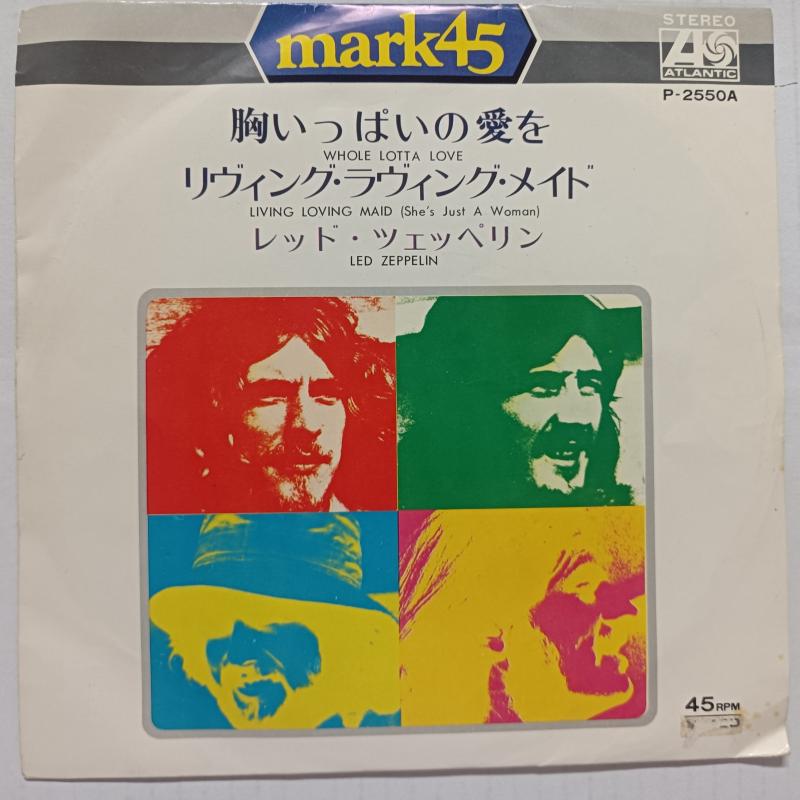 mark45
STEREO
ATLANTIC
P-2550A
胸いっぱいの愛を
WHOLE LOTTA LOVE
リヴィング・ラヴィング・メイド
LIVING LOVING MAID (She's Just A Woman)
レッド・ツェッペリン
LED ZEPPELIN
45 RPM